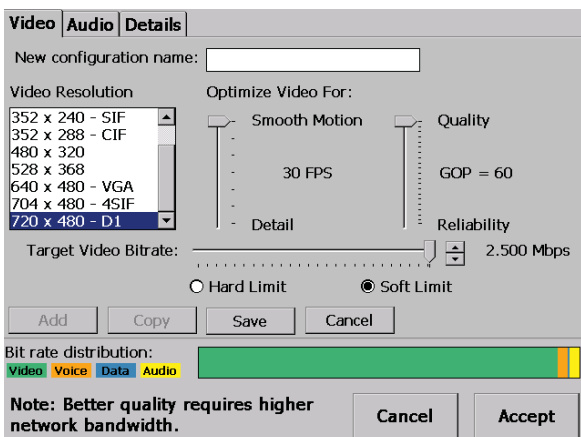 Video Audio Details
New configuration name:
Video Resolution
Optimize Video For:
352 x 240 - SIF
352 x 288 - CIF
480 x 320
528 x 368
640 x 480 - VGA
704 x 480 - 4SIF
720 x 480 - D1
Smooth Motion
30 FPS
Detail
Quality
GOP = 60
Reliability
Target Video Bitrate: 2.500 Mbps
Hard Limit Soft Limit
Add Copy Save Cancel
Bit rate distribution:
Video Voice Data Audio
Note: Better quality requires higher
network bandwidth.
Cancel Accept